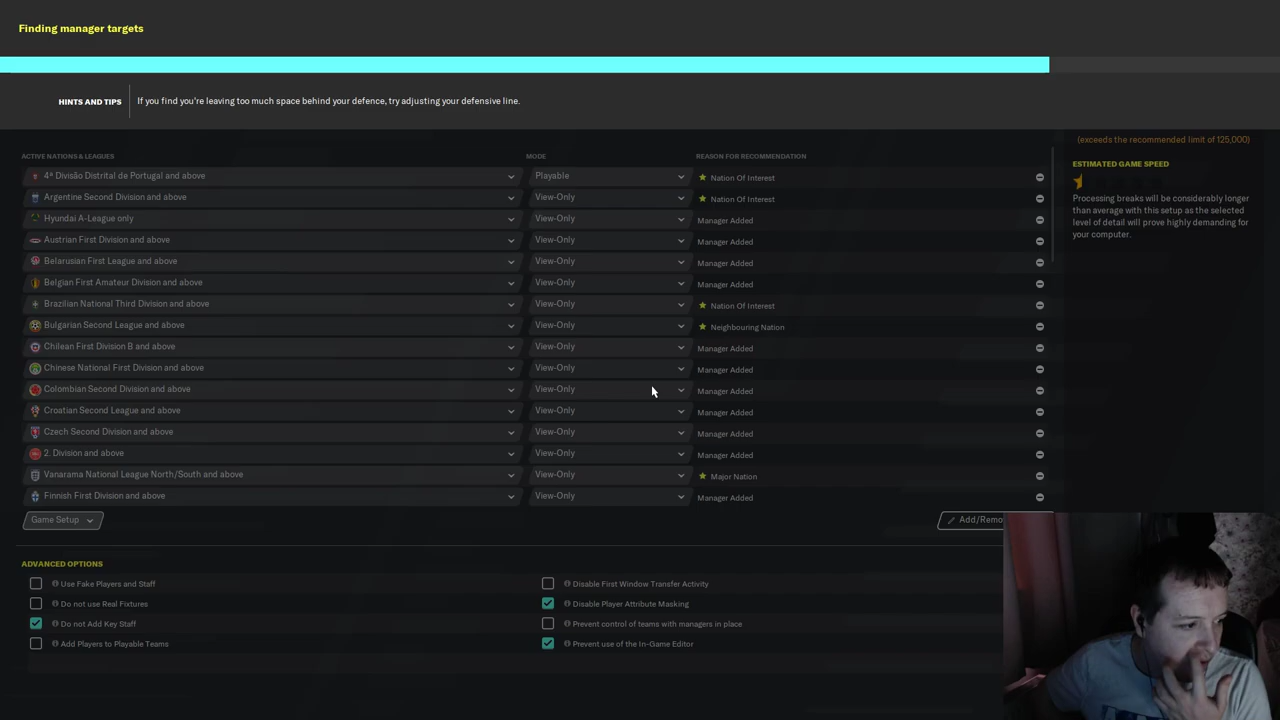 Finding manager targets
HINTS AND TIPS If you find you're leaving too much space behind your defence, try adjusting your defensive line.
(exceeds the recommended limit of 125,000)
ACTIVE NATIONS & LEAGUES MODE REASON FOR RECOMMENDATION
ESTIMATED GAME SPEED
Processing breaks will be considerably longer
than average with this setup as the selected
level of detail will prove highly demanding for
your computer.
4ª Divisão Distrital de Portugal and above Playable Nation Of Interest
Argentine Second Division and above View-Only Nation Of Interest
Hyundai A-League only View-Only Manager Added
Austrian First Division and above View-Only Manager Added
Belarusian First League and above View-Only Manager Added
Belgian First Amateur Division and above View-Only Manager Added
Brazilian National Third Division and above View-Only Nation Of Interest
Bulgarian Second League and above View-Only Neighbouring Nation
Chilean First Division B and above View-Only Manager Added
Chinese National First Division and above View-Only Manager Added
Colombian Second Division and above View-Only Manager Added
Croatian Second League and above View-Only Manager Added
Czech Second Division and above View-Only Manager Added
2. Division and above View-Only Manager Added
Vanarama National League North/South and above View-Only Major Nation
Finnish First Division and above View-Only Manager Added
Game Setup Add/Remo
ADVANCED OPTIONS
Use Fake Players and Staff Disable First Window Transfer Activity
Do not use Real Fixtures Disable Player Attribute Masking
Do not Add Key Staff Prevent control of teams with managers in place
Add Players to Playable Teams Prevent use of the In-Game Editor